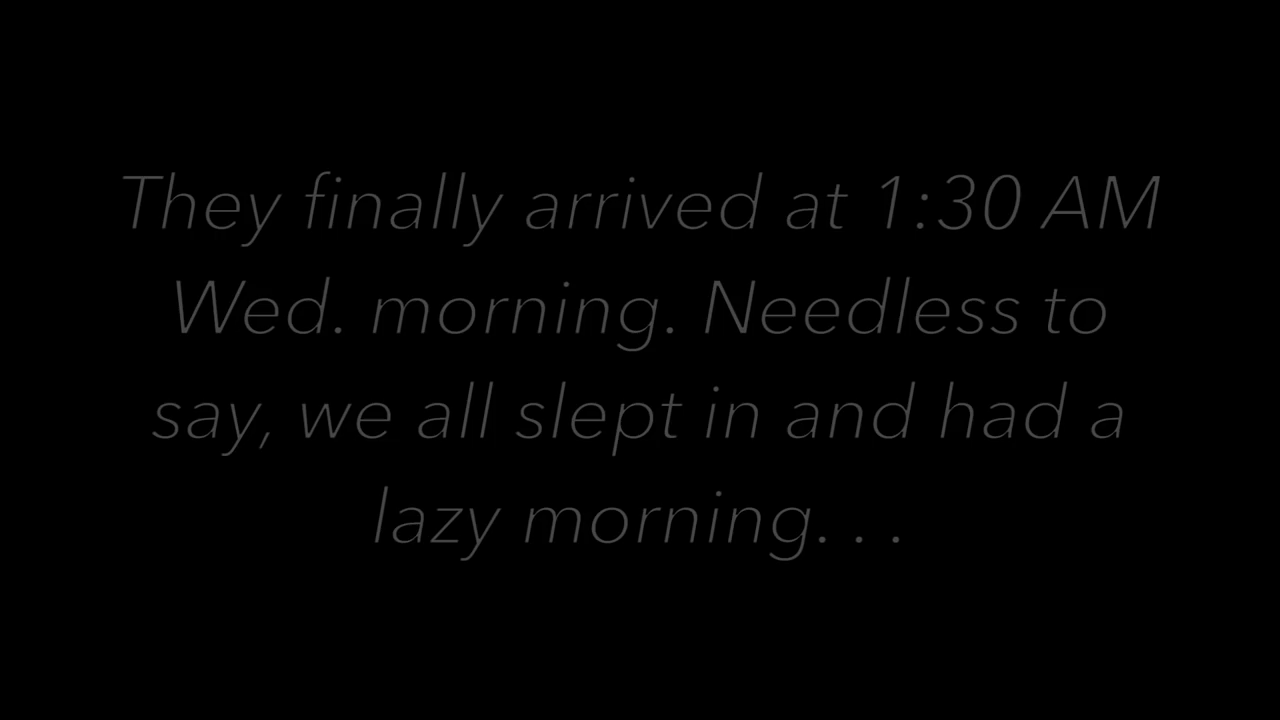 They finally arrived at 1:30 AM
Wed. morning. Needless to
say, we all slept in and had a
lazy morning. . .